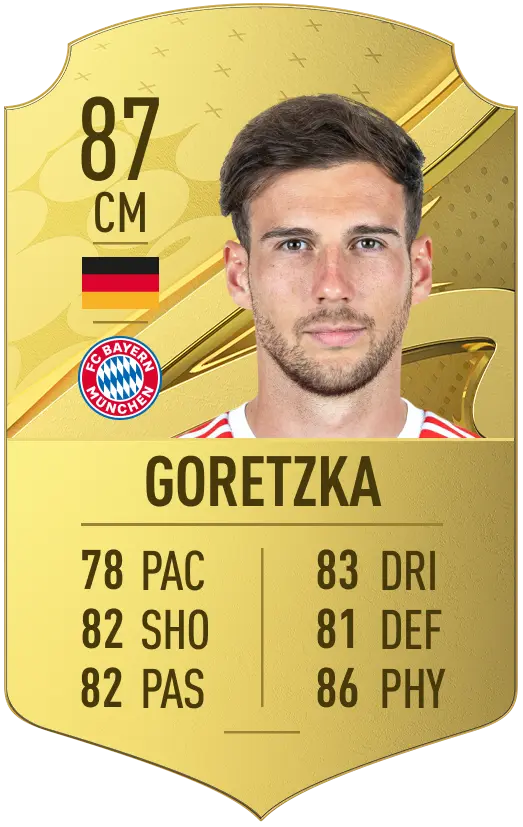 87
CM
FC BAYERN
MÜNCHEN
GORETZKA
78 PAC
82 SHO
82 PAS
83 DRI
81 DEF
86 PHY